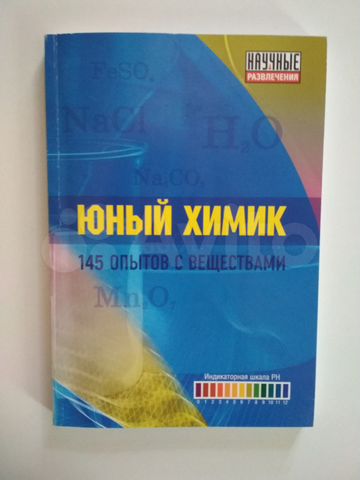 НАУЧНЫЕ
РАЗВЛЕЧЕНИЯ
FeSO₄
NaCl
H₂O
Na₂CO₃
ЮНЫЙ ХИМИК
Avito
145 ОПЫТОВ С ВЕЩЕСТВАМИ
Mn₂O₇
Индикаторная шкала PH
0 1 2 3 4 5 6 7 8 9 10 11 12